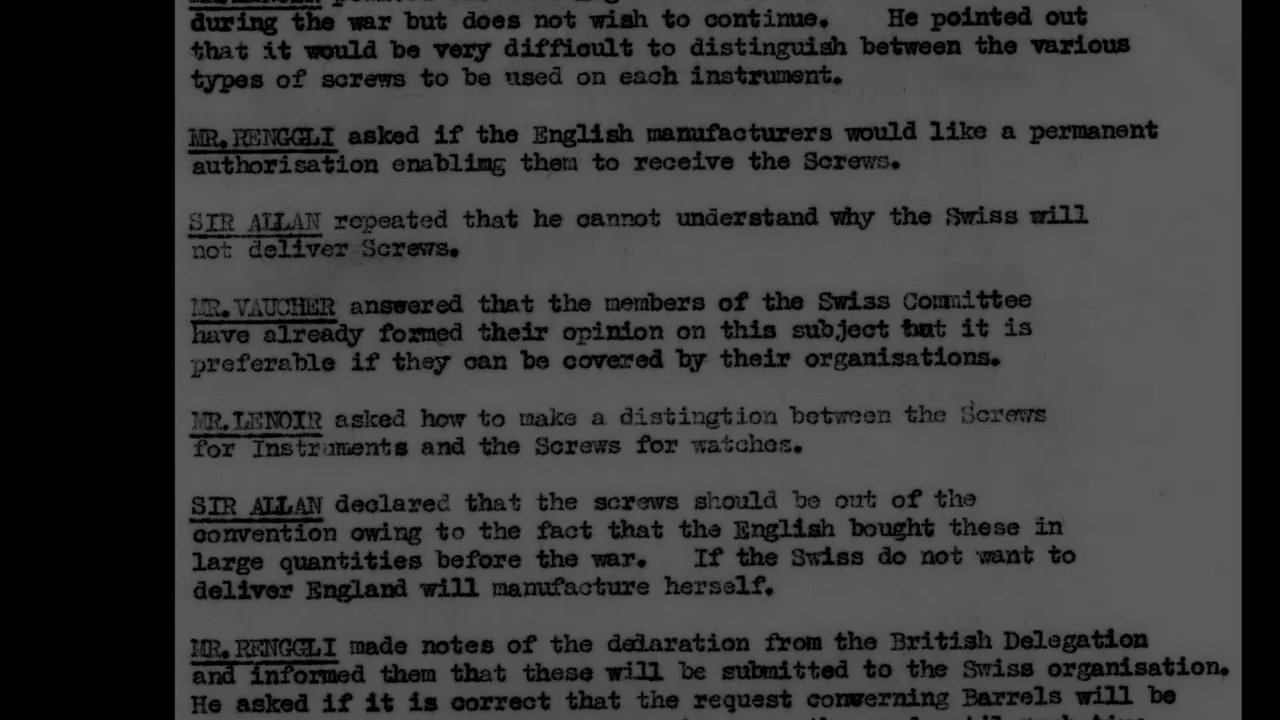 during the war but does not wish to continue. He pointed out
that it would be very difficult to distinguish between the various
types of screws to be used on each instrument.
MR. RENGGLI asked if the English manufacturers would like a permanent
authorisation enabling them to receive the Screws.
SIR ALLAN repeated that he cannot understand why the Swiss will
not deliver Screws.
MR. VAUCHER answered that the members of the Swiss Committee
have already formed their opinion on this subject but it is
preferable if they can be covered by their organisations.
MR. LENOIR asked how to make a distingtion between the Screws
for Instruments and the Screws for watches.
SIR ALLAN declared that the screws should be out of the
convention owing to the fact that the English bought these in
large quantities before the war. If the Swiss do not want to
deliver England will manufacture herself.
MR. RENGGLI made notes of the declaration from the British Delegation
and informed them that these will be submitted to the Swiss organisation.
He asked if it is correct that the request concerning Barrels will be